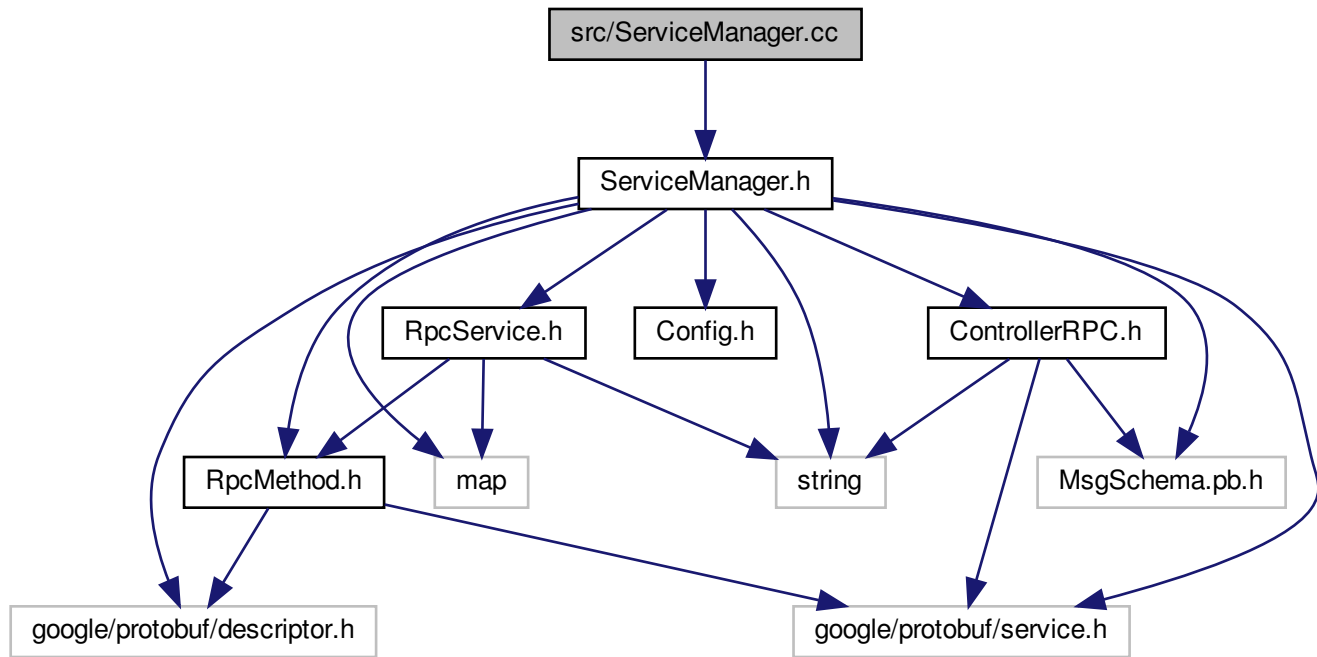 src/ServiceManager.cc
ServiceManager.h
RpcService.h
Config.h
ControllerRPC.h
RpcMethod.h
map
string
MsgSchema.pb.h
google/protobuf/descriptor.h
google/protobuf/service.h